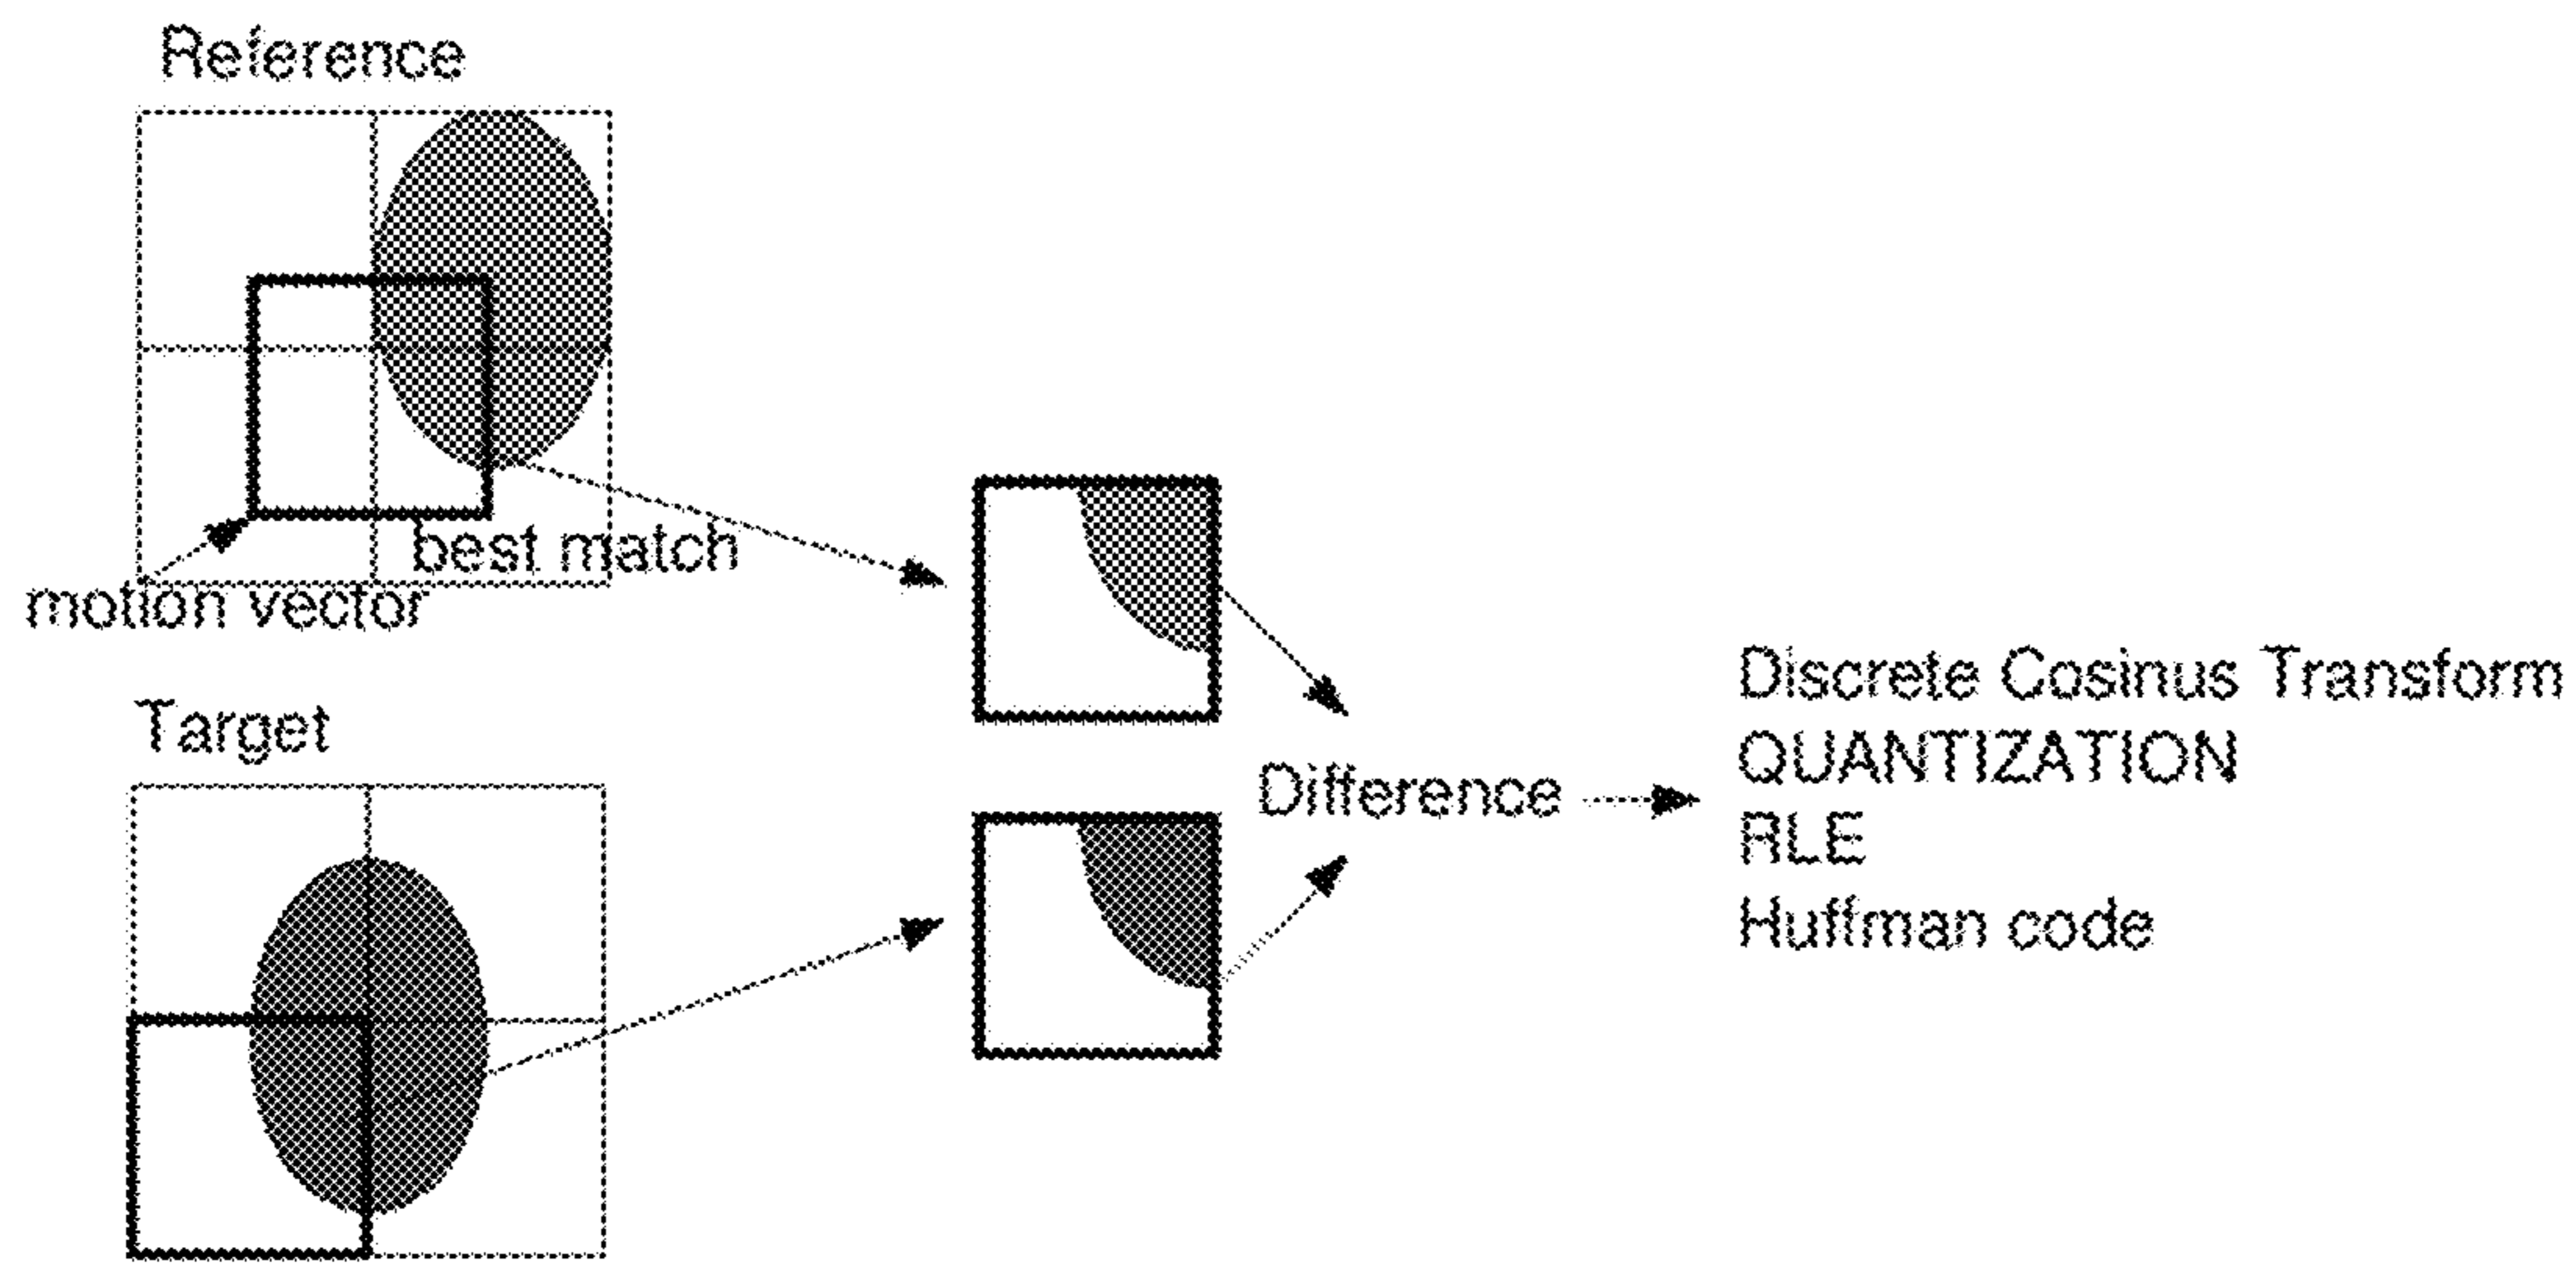 Reference
best match
motion vector
Target
Difference
Discrete Cosinus Transform
QUANTIZATION
RLE
Huffman code